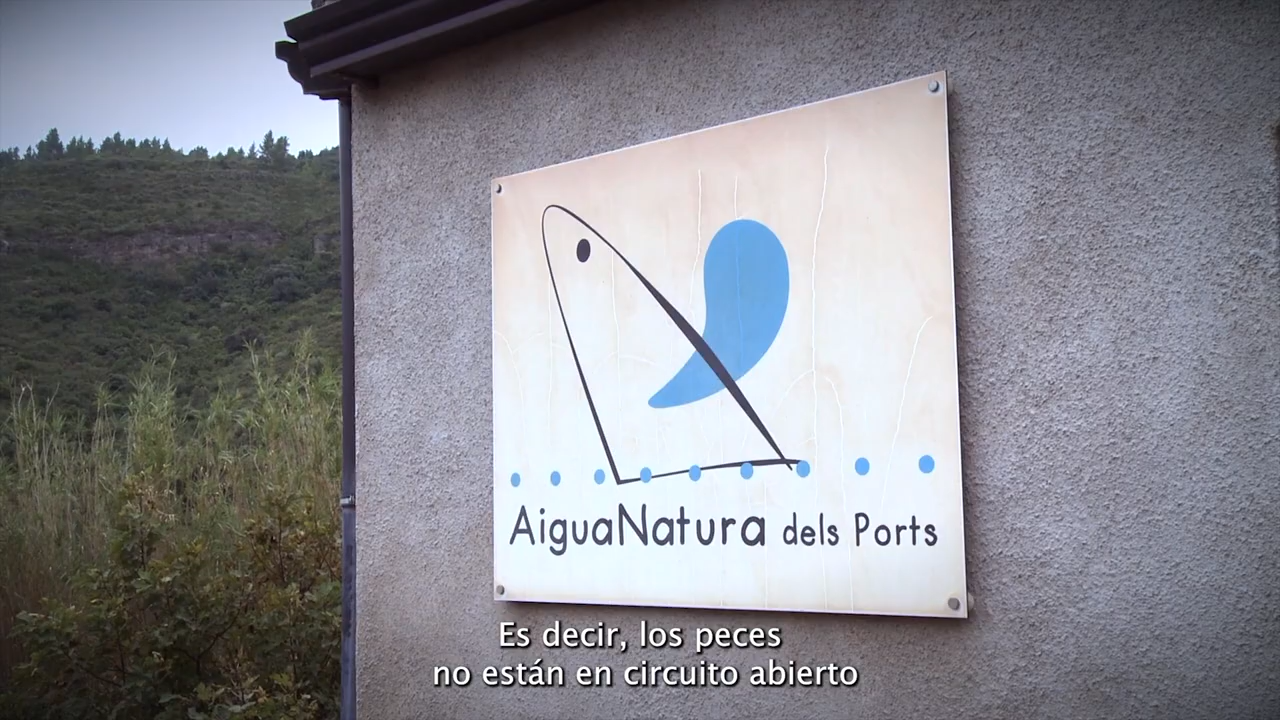 AiguaNatura dels Ports
Es decir, los peces
no están en circuito abierto